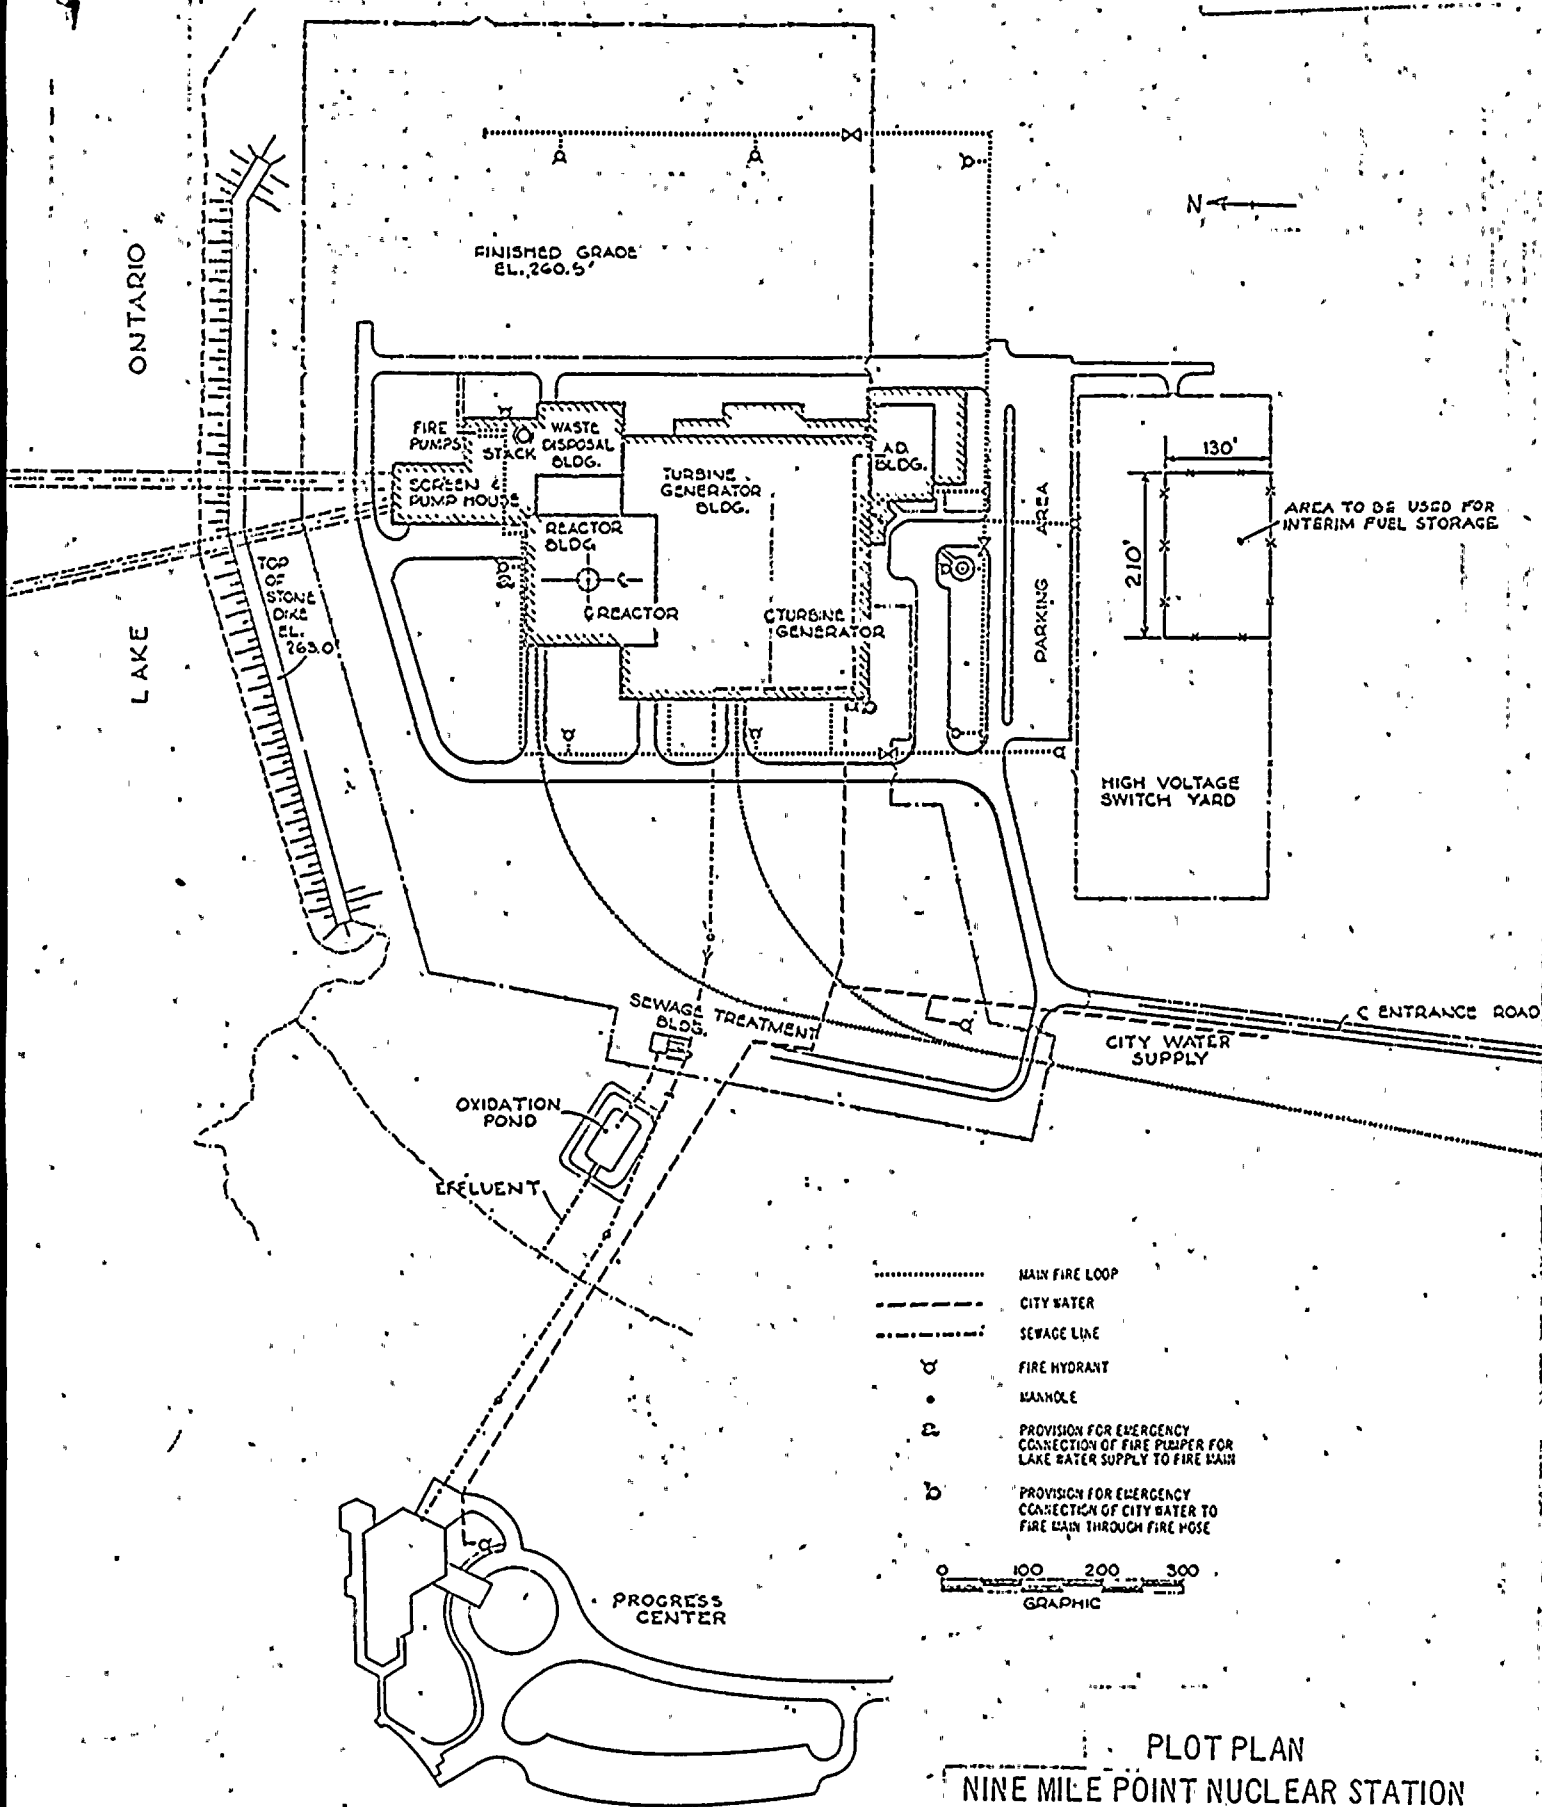 N
FINISHED GRADE
EL. 260.5'
ONTARIO
LAKE
FIRE
PUMPS
STACK
WASTE
DISPOSAL
BLDG.
SCREEN &
PUMP HOUSE
TURBINE
GENERATOR
BLDG.
AD.
BLDG.
REACTOR
BLDG
℄ REACTOR
℄ TURBINE
GENERATOR
PARKING AREA
130'
210'
AREA TO BE USED FOR
INTERIM FUEL STORAGE
TOP
OF
STONE
DIKE
EL.
263.0'
HIGH VOLTAGE
SWITCH YARD
SEWAGE TREATMENT
BLDG.
℄ ENTRANCE ROAD
CITY WATER
SUPPLY
OXIDATION
POND
EFFLUENT
MAIN FIRE LOOP
CITY WATER
SEWAGE LINE
FIRE HYDRANT
MANHOLE
PROVISION FOR EMERGENCY
CONNECTION OF FIRE PUMPER FOR
LAKE WATER SUPPLY TO FIRE MAIN
PROVISION FOR EMERGENCY
CONNECTION OF CITY WATER TO
FIRE MAIN THROUGH FIRE HOSE
0 100 200 300
GRAPHIC
PROGRESS
CENTER
PLOT PLAN
NINE MILE POINT NUCLEAR STATION